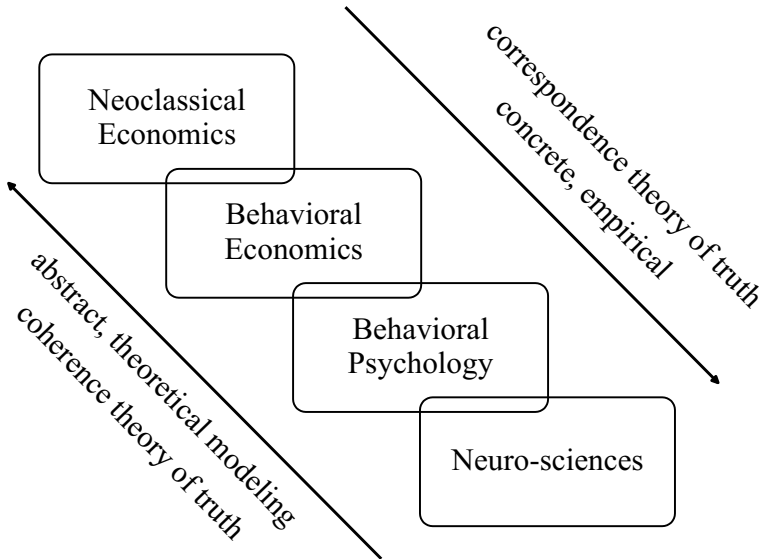 Neoclassical
Economics
Behavioral
Economics
Behavioral
Psychology
Neuro-sciences
correspondence theory of truth
concrete, empirical
abstract, theoretical modeling
coherence theory of truth